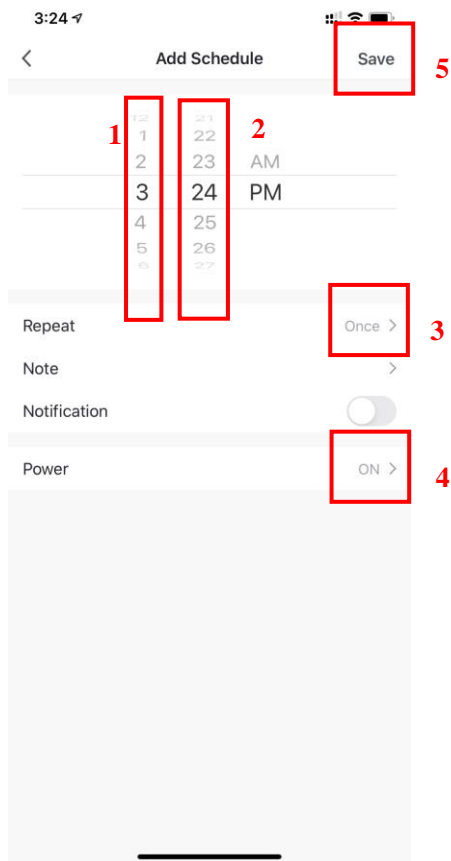 3:24
Add Schedule
Save
5
12 21
1 1 22 2
2 23 AM
3 24 PM
4 25
5 26
6 27
Repeat Once
3
Note
Notification
Power ON
4